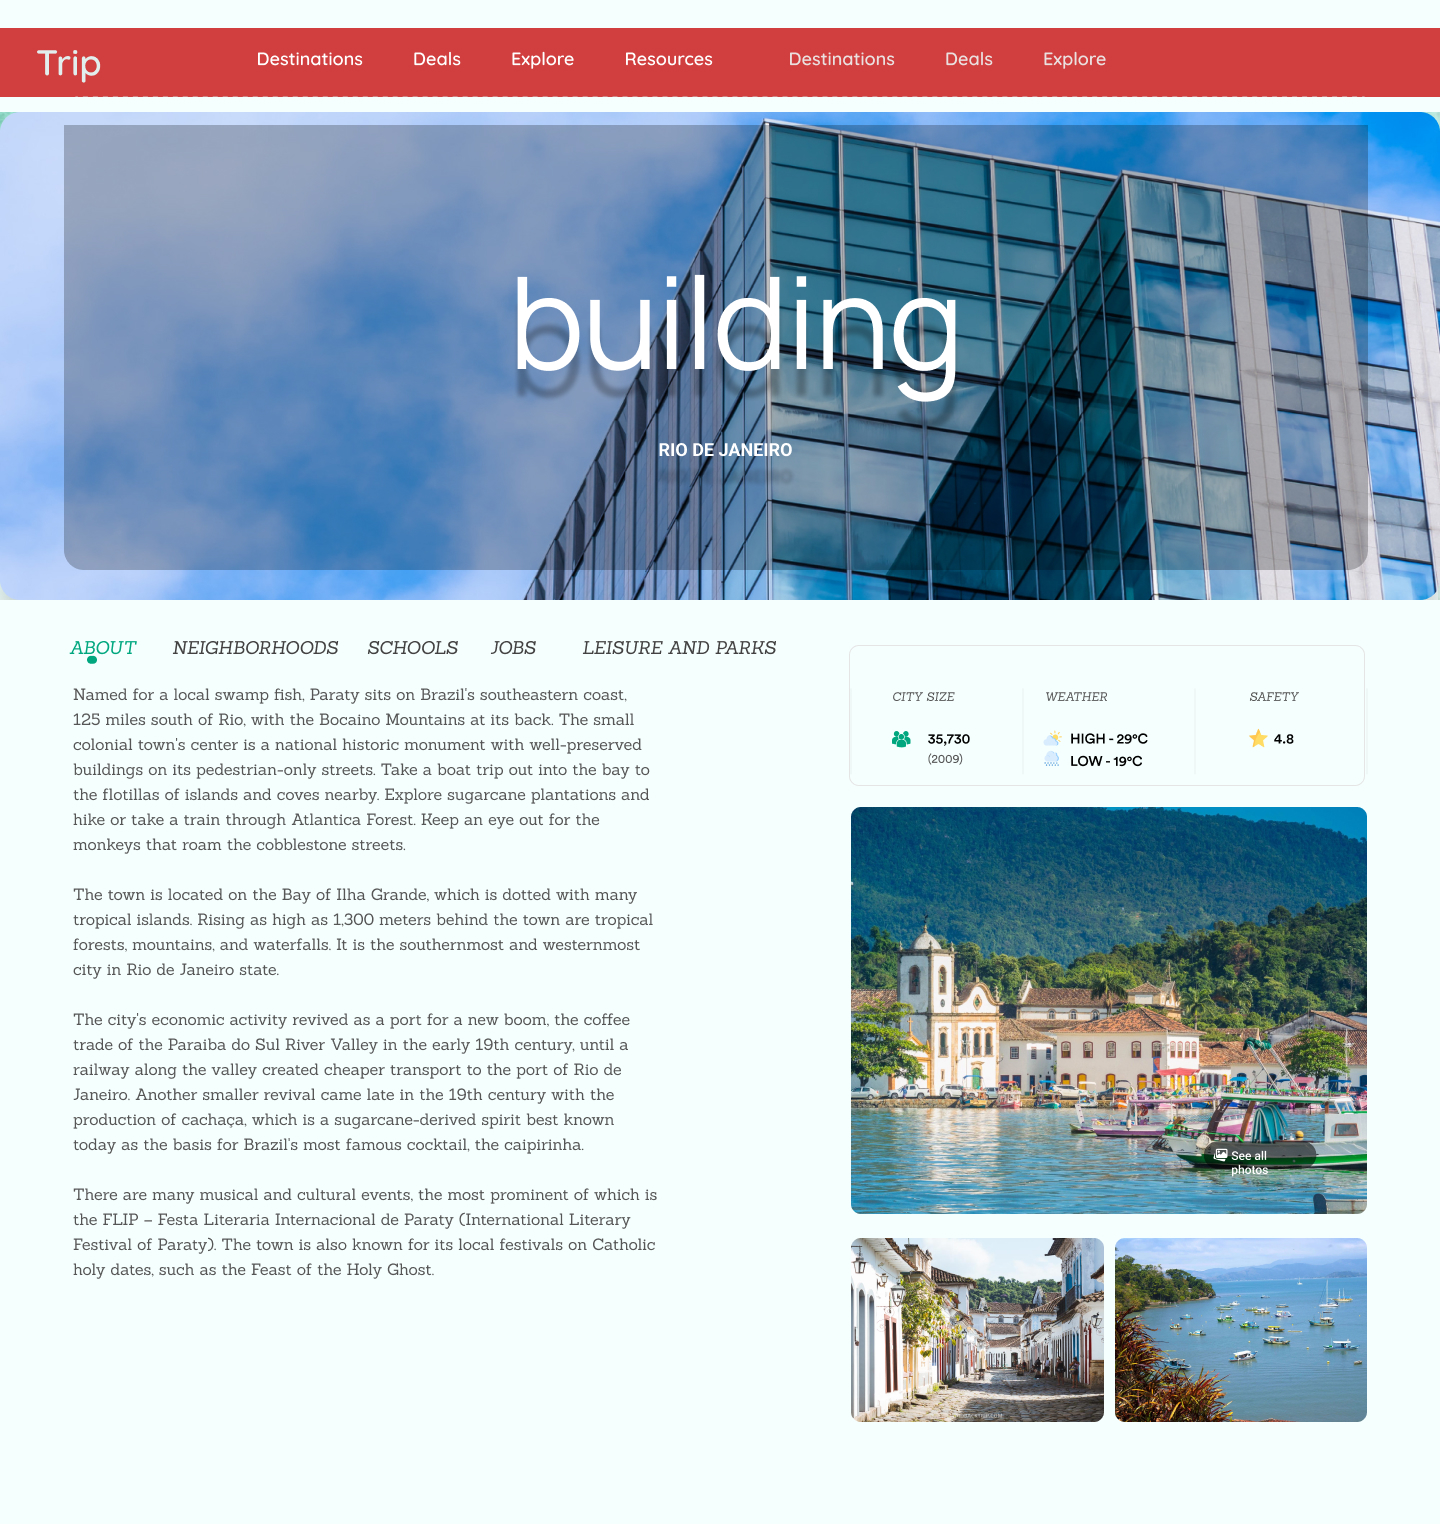 Trip
Destinations Deals Explore Resources Destinations Deals Explore
building
RIO DE JANEIRO
ABOUT NEIGHBORHOODS SCHOOLS JOBS LEISURE AND PARKS
Named for a local swamp fish, Paraty sits on Brazil's southeastern coast,
125 miles south of Rio, with the Bocaino Mountains at its back. The small
colonial town's center is a national historic monument with well-preserved
buildings on its pedestrian-only streets. Take a boat trip out into the bay to
the flotillas of islands and coves nearby. Explore sugarcane plantations and
hike or take a train through Atlantica Forest. Keep an eye out for the
monkeys that roam the cobblestone streets.
The town is located on the Bay of Ilha Grande, which is dotted with many
tropical islands. Rising as high as 1,300 meters behind the town are tropical
forests, mountains, and waterfalls. It is the southernmost and westernmost
city in Rio de Janeiro state.
The city's economic activity revived as a port for a new boom, the coffee
trade of the Paraiba do Sul River Valley in the early 19th century, until a
railway along the valley created cheaper transport to the port of Rio de
Janeiro. Another smaller revival came late in the 19th century with the
production of cachaça, which is a sugarcane-derived spirit best known
today as the basis for Brazil's most famous cocktail, the caipirinha.
There are many musical and cultural events, the most prominent of which is
the FLIP – Festa Literaria Internacional de Paraty (International Literary
Festival of Paraty). The town is also known for its local festivals on Catholic
holy dates, such as the Feast of the Holy Ghost.
CITY SIZE WEATHER SAFETY
35,730 HIGH - 29°C 4.8
(2009) LOW - 19°C
See all
photos